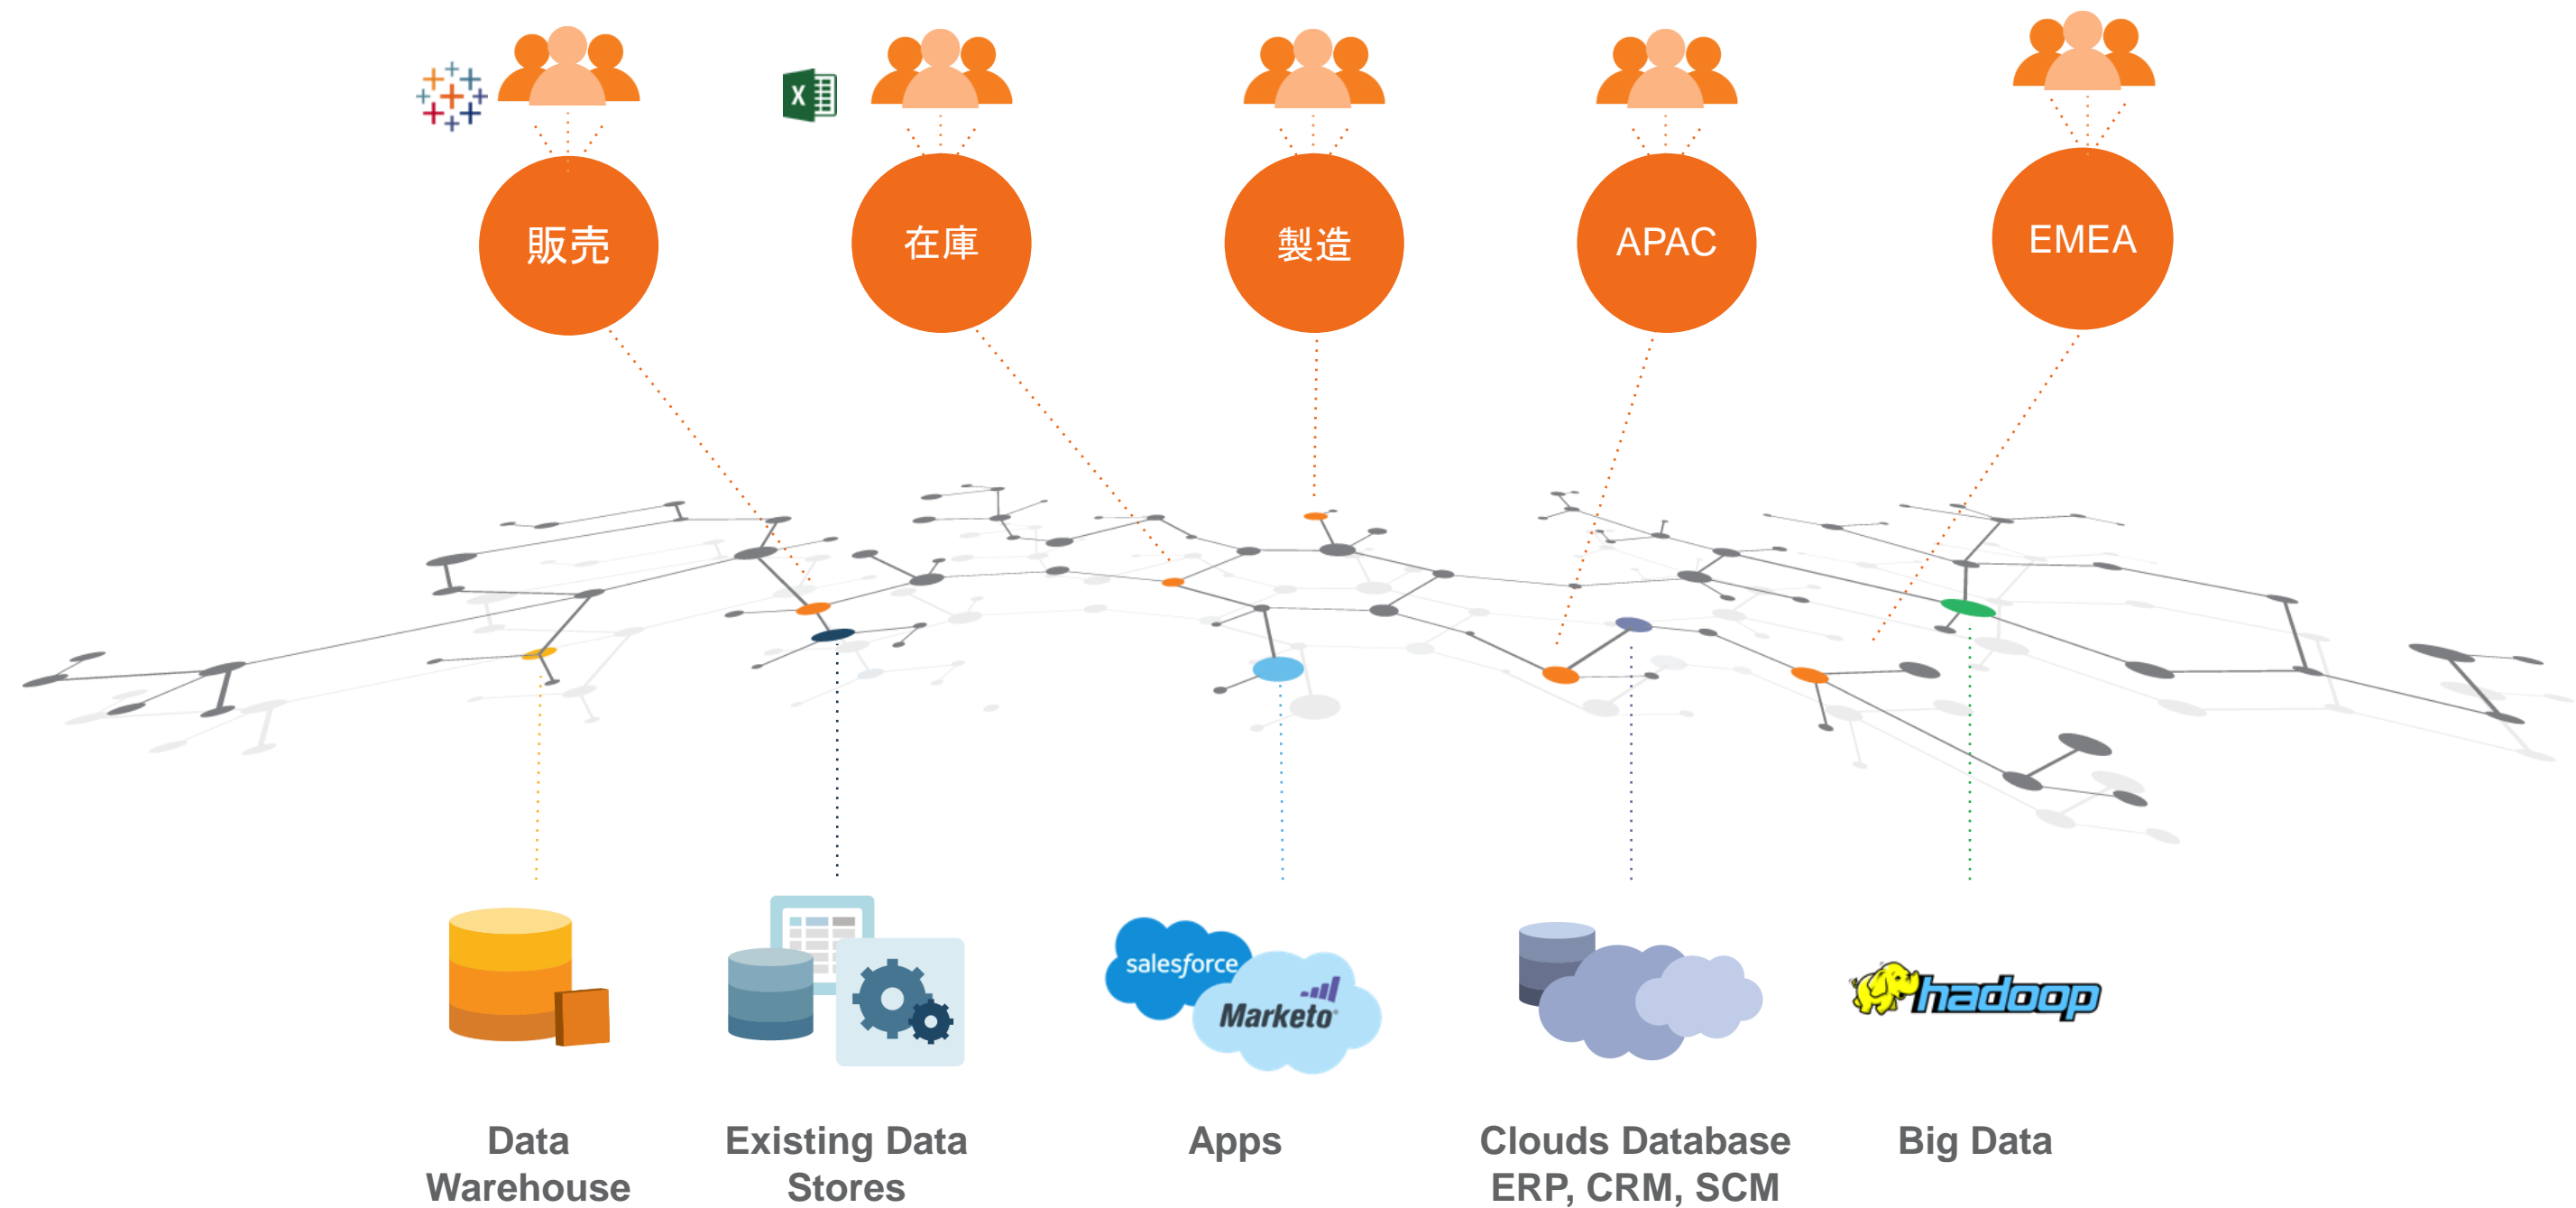 X
販売
在庫
製造
APAC
EMEA
salesforce
Marketo
hadoop
Data
Warehouse
Existing Data
Stores
Apps
Clouds Database
ERP, CRM, SCM
Big Data